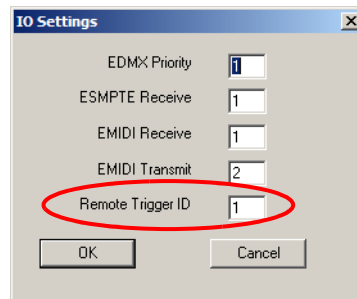 IO Settings
EDMX Priority 1
ESMPTE Receive 1
EMIDI Receive 1
EMIDI Transmit 2
Remote Trigger ID 1
OK Cancel